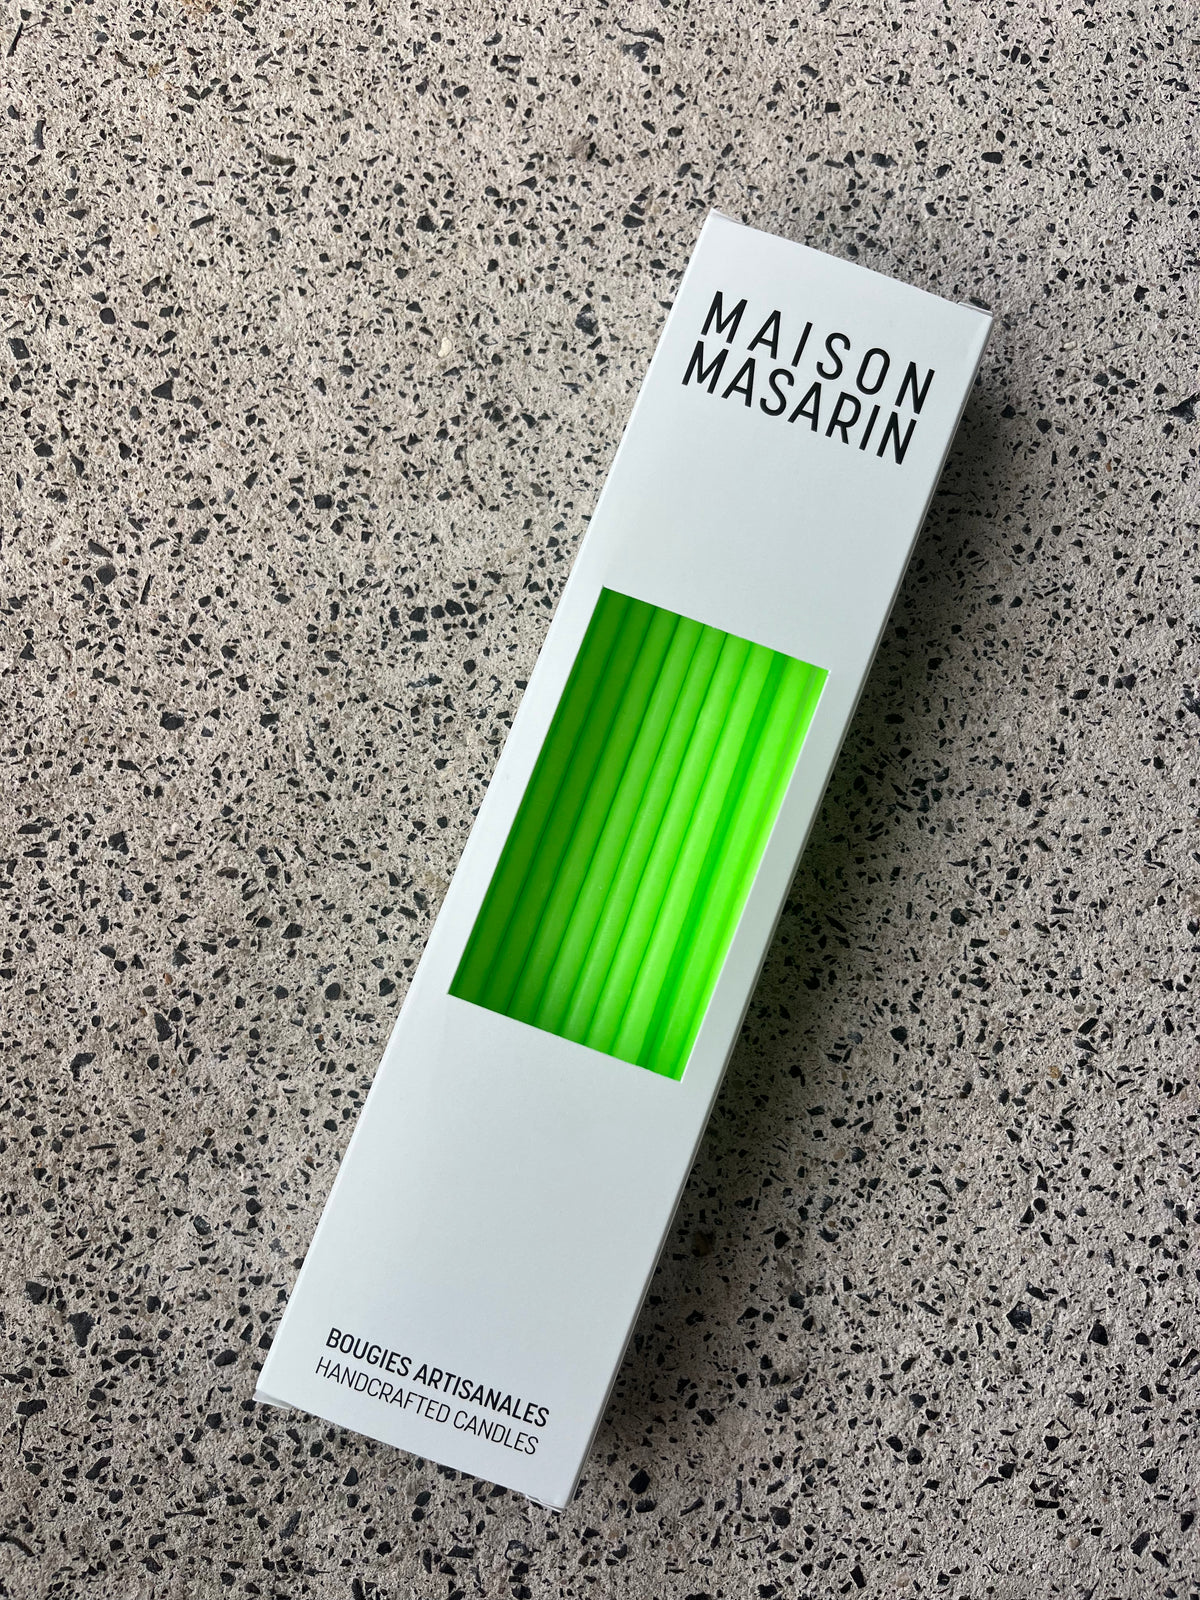 MAISON
MASARIN
BOUGIES ARTISANALES
HANDCRAFTED CANDLES